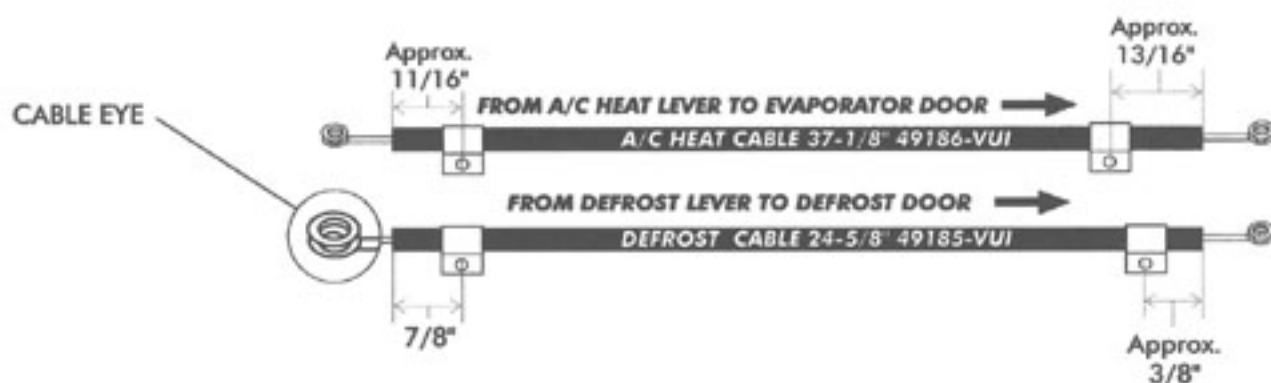 Approx.
11/16"
Approx.
13/16"
CABLE EYE
FROM A/C HEAT LEVER TO EVAPORATOR DOOR
A/C HEAT CABLE 37-1/8" 49186-VUI
FROM DEFROST LEVER TO DEFROST DOOR
DEFROST CABLE 24-5/8" 49185-VUI
7/8"
Approx.
3/8"